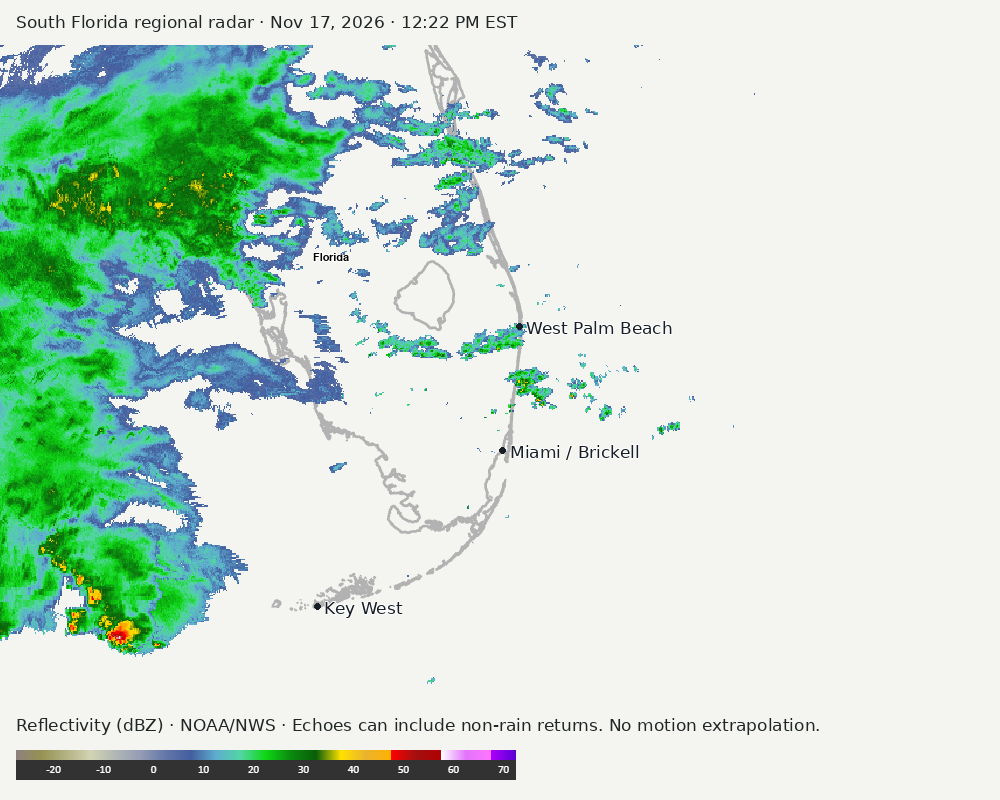 South Florida regional radar · Nov 17, 2026 · 12:22 PM EST
Florida
West Palm Beach
Miami / Brickell
Key West
Reflectivity (dBZ) · NOAA/NWS · Echoes can include non-rain returns. No motion extrapolation.
-20 -10 0 10 20 30 40 50 60 70